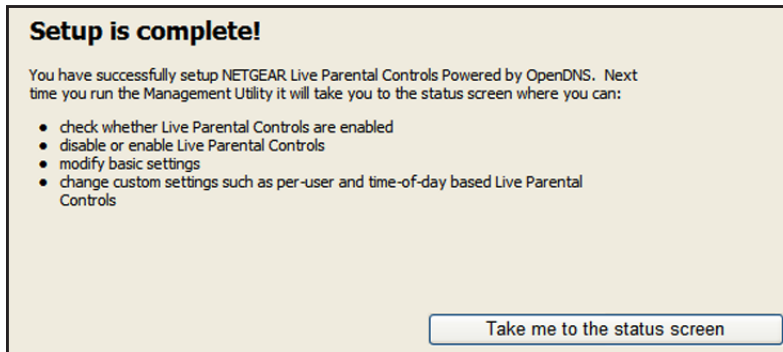 Setup is complete!
You have successfully setup NETGEAR Live Parental Controls Powered by OpenDNS. Next
time you run the Management Utility it will take you to the status screen where you can:
● check whether Live Parental Controls are enabled
● disable or enable Live Parental Controls
● modify basic settings
● change custom settings such as per-user and time-of-day based Live Parental
Controls
Take me to the status screen